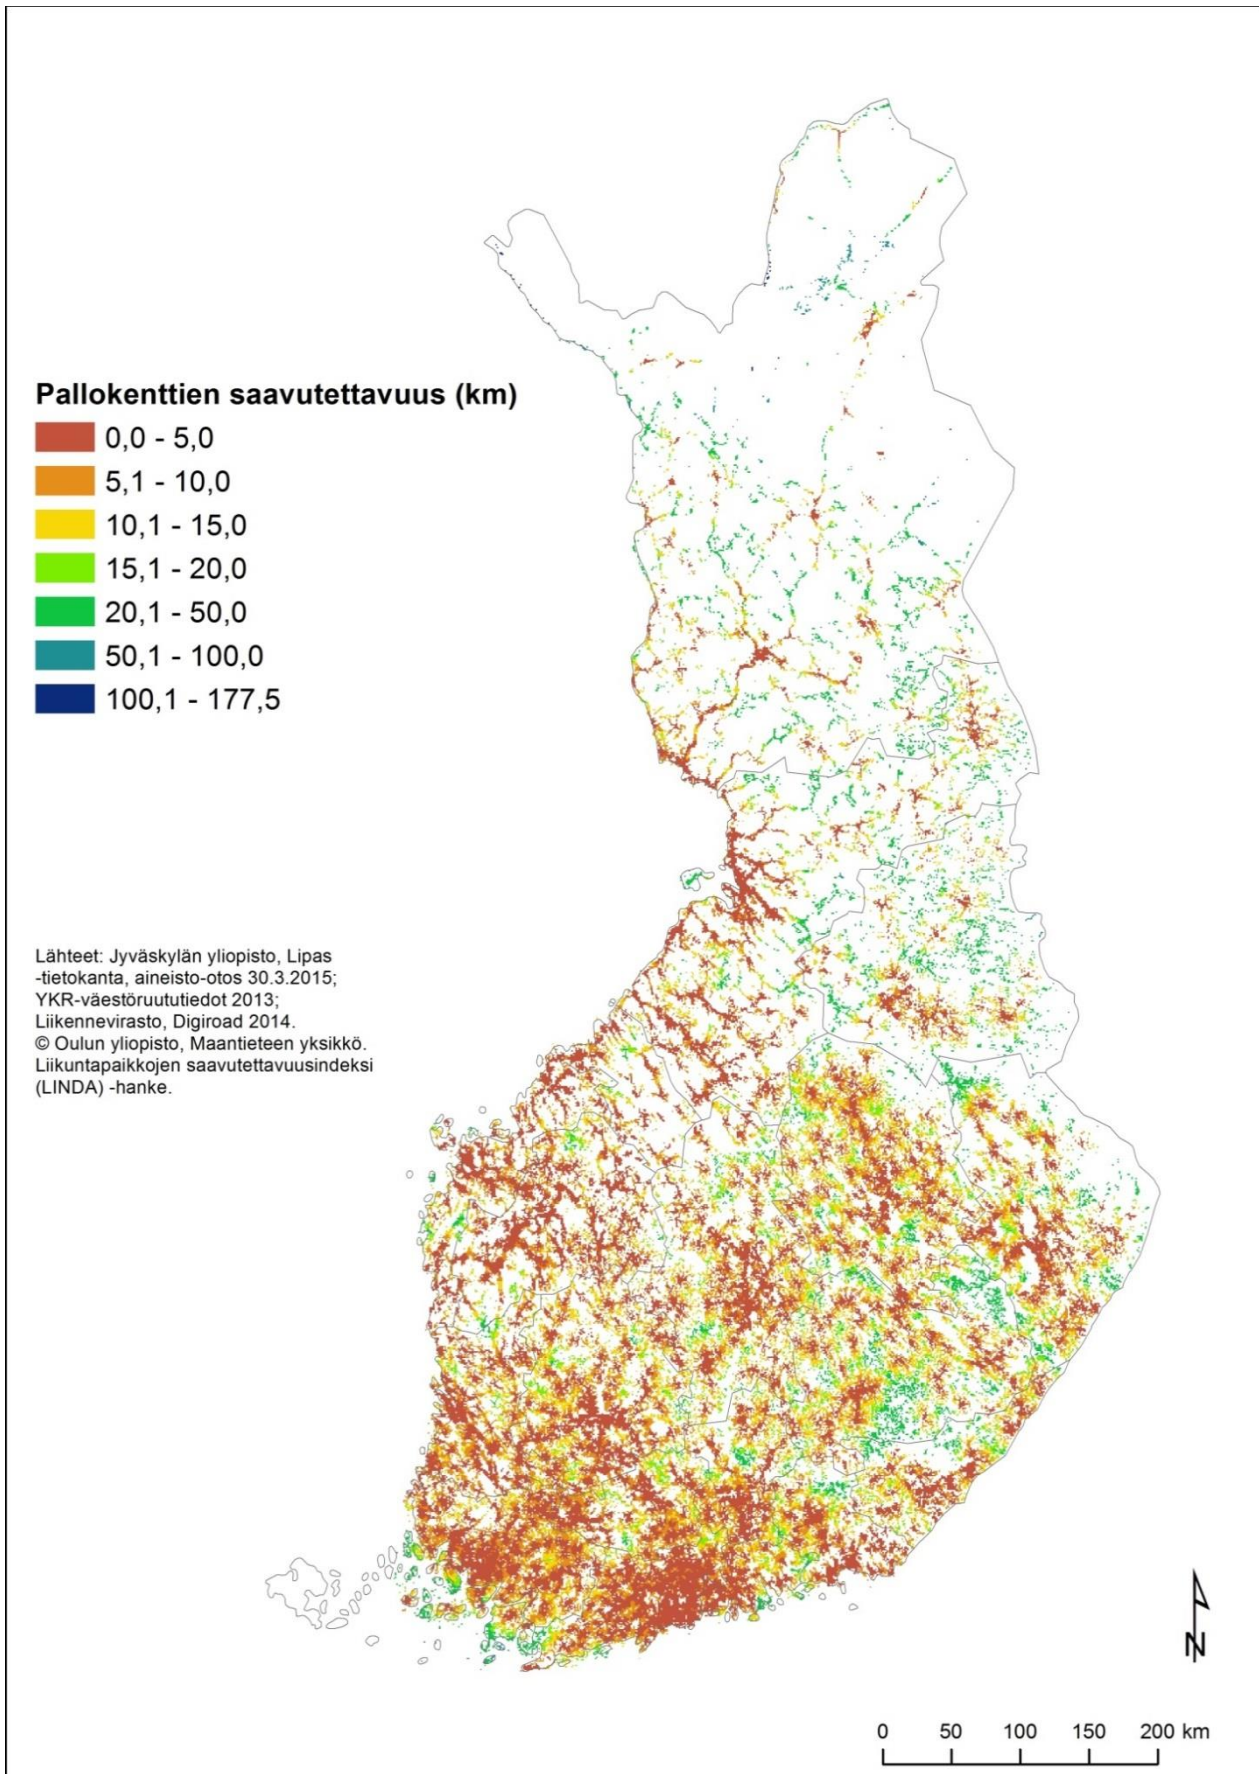 Pallokenttien saavutettavuus (km)
0,0 - 5,0
5,1 - 10,0
10,1 - 15,0
15,1 - 20,0
20,1 - 50,0
50,1 - 100,0
100,1 - 177,5
Lähteet: Jyväskylän yliopisto, Lipas
-tietokanta, aineisto-otos 30.3.2015;
YKR-väestöruututiedot 2013;
Liikennevirasto, Digiroad 2014.
© Oulun yliopisto, Maantieteen yksikkö.
Liikuntapaikkojen saavutettavuusindeksi
(LINDA) -hanke.
N
0 50 100 150 200 km